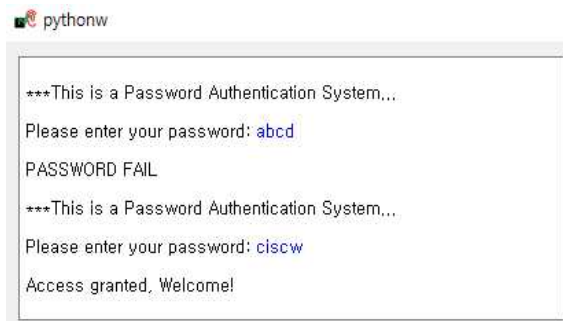 pythonw
***This is a Password Authentication System,,,
Please enter your password: abcd
PASSWORD FAIL
***This is a Password Authentication System,,,
Please enter your password: ciscw
Access granted, Welcome!